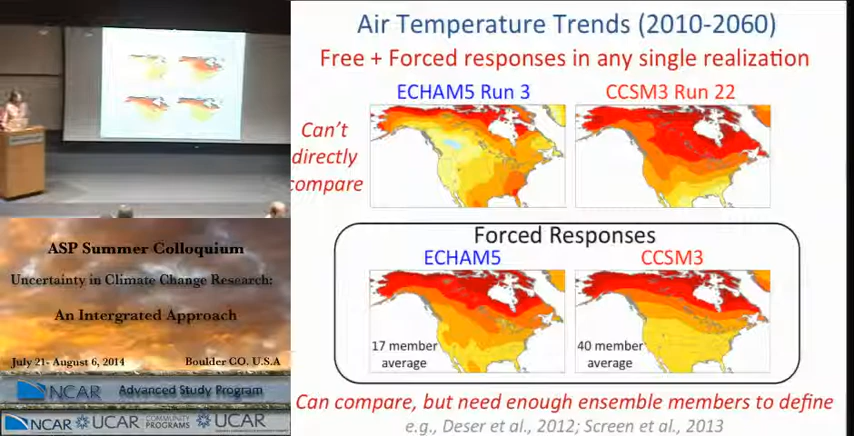 Air Temperature Trends (2010-2060)
Free + Forced responses in any single realization
ECHAM5 Run 3
CCSM3 Run 22
Can't
directly
compare
Forced Responses
ECHAM5
CCSM3
17 member
average
40 member
average
Can compare, but need enough ensemble members to define
e.g., Deser et al., 2012; Screen et al., 2013
ASP Summer Colloquium
Uncertainty in Climate Change Research:
An Intergrated Approach
July 21- August 6, 2014
Boulder CO. U.S.A
NCAR Advanced Study Program
NCAR UCAR COMMUNITY PROGRAMS UCAR